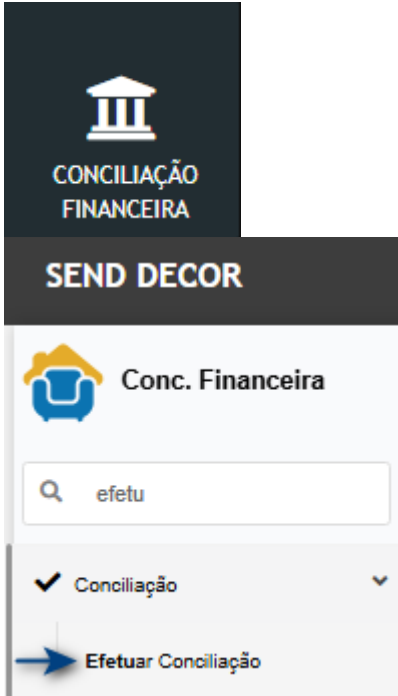 CONCILIAÇÃO
FINANCEIRA
SEND DECOR
Conc. Financeira
efetu
Conciliação
Efetuar Conciliação